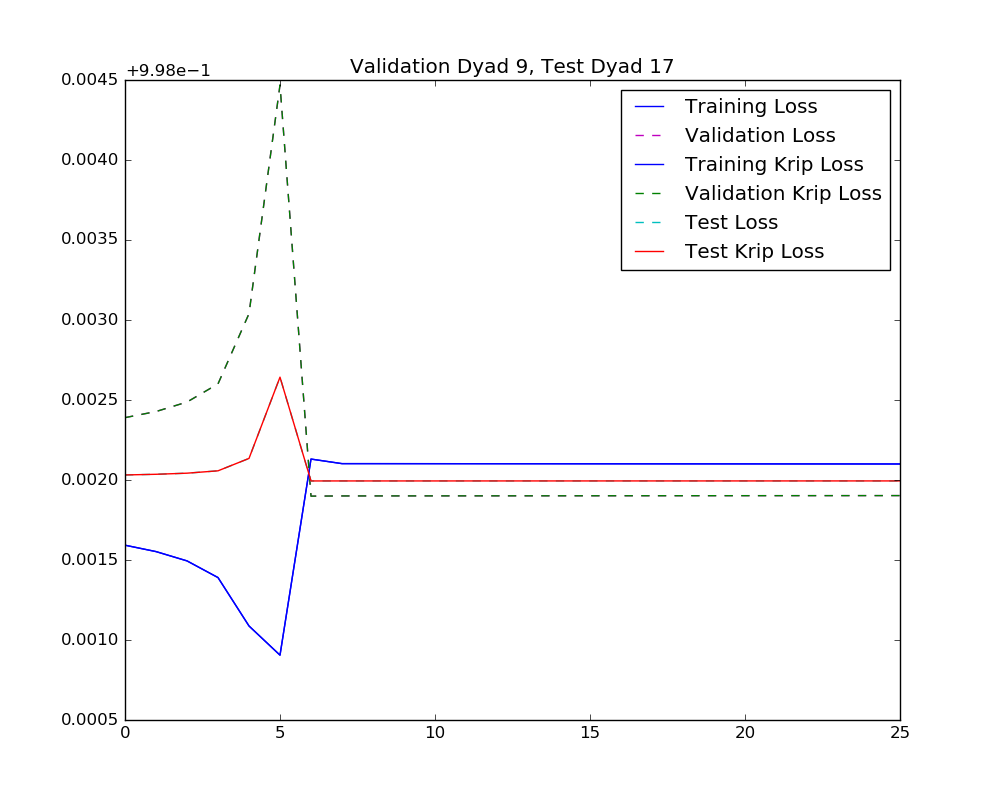 Validation Dyad 9, Test Dyad 17
+9.98e−1
0.0045
0.0040
0.0035
0.0030
0.0025
0.0020
0.0015
0.0010
0.0005
0
5
10
15
20
25
Training Loss
Validation Loss
Training Krip Loss
Validation Krip Loss
Test Loss
Test Krip Loss